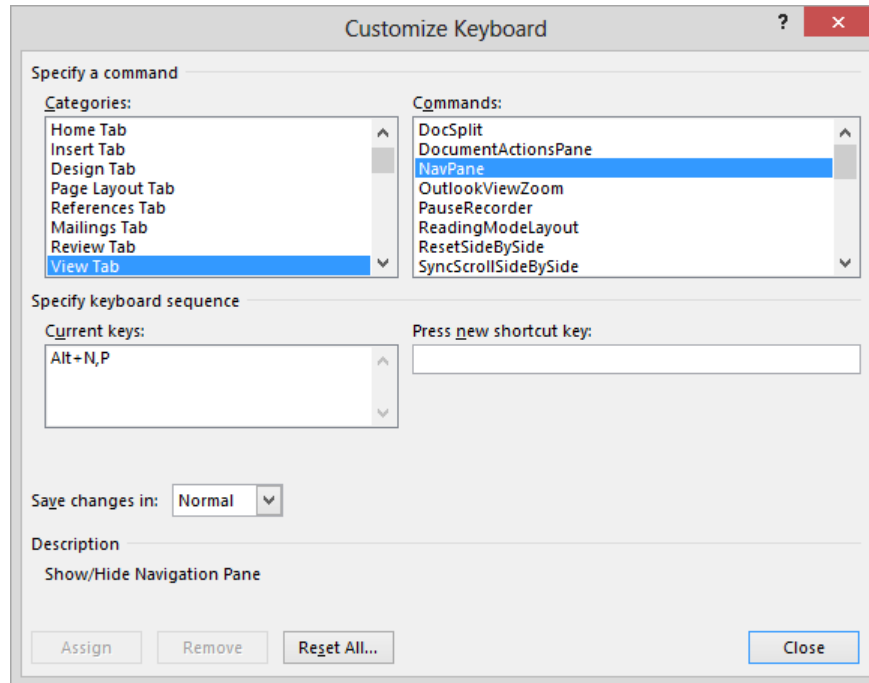 Customize Keyboard
?
Specify a command
Categories:
Home Tab
Insert Tab
Design Tab
Page Layout Tab
References Tab
Mailings Tab
Review Tab
View Tab
Commands:
DocSplit
DocumentActionsPane
NavPane
OutlookViewZoom
PauseRecorder
ReadingModeLayout
ResetSideBySide
SyncScrollSideBySide
Specify keyboard sequence
Current keys:
Alt+N,P
Press new shortcut key:
Save changes in: Normal
Description
Show/Hide Navigation Pane
Assign Remove Reset All... Close